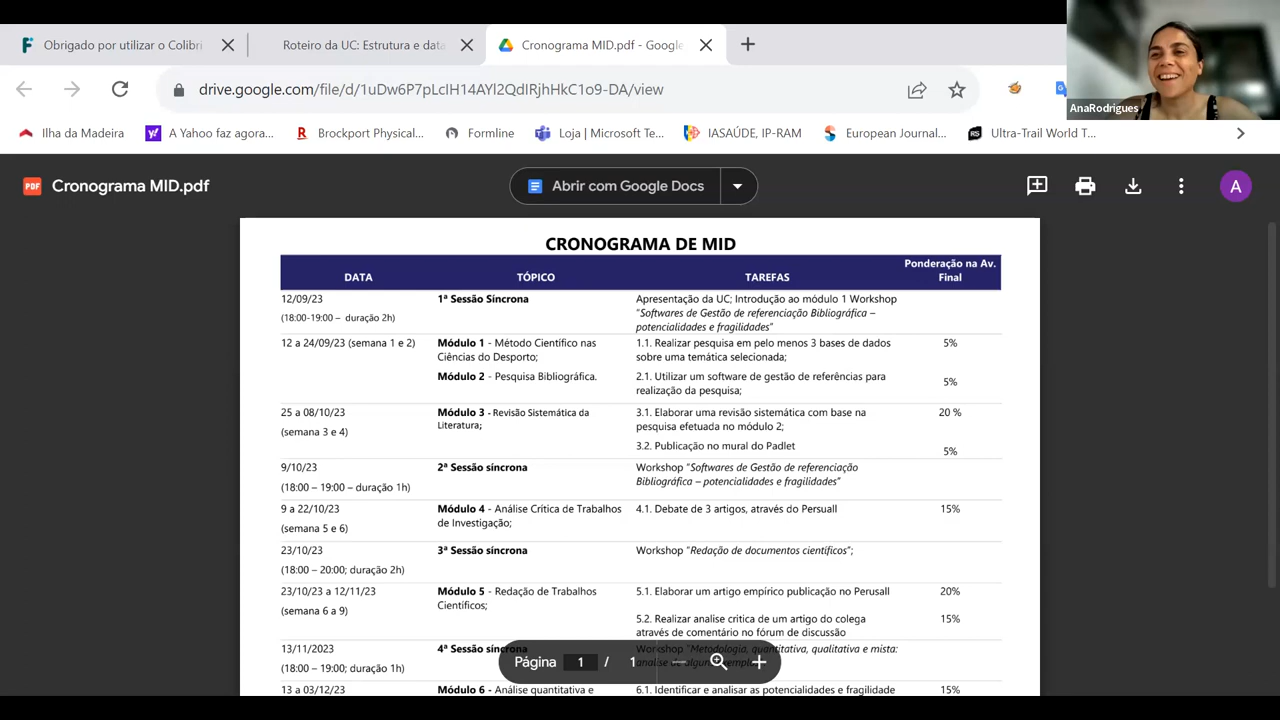 Obrigado por utilizar o Colibri
Roteiro da UC: Estrutura e data
Cronograma MID.pdf - Google
drive.google.com/file/d/1uDw6P7pLcIH14AYl2QdIRjhHkC1o9-DA/view
AnaRodrigues
Ilha da Madeira
A Yahoo faz agora...
Brockport Physical...
Formline
Loja | Microsoft Te...
IASAÚDE, IP-RAM
European Journal...
Ultra-Trail World T...
PDF
Cronograma MID.pdf
Abrir com Google Docs
A
CRONOGRAMA DE MID
DATA
TÓPICO
TAREFAS
Ponderação na Av.
Final
12/09/23
(18:00-19:00 – duração 2h)
1ª Sessão Síncrona
Apresentação da UC; Introdução ao módulo 1 Workshop
"Softwares de Gestão de referenciação Bibliográfica –
potencialidades e fragilidades"
12 a 24/09/23 (semana 1 e 2)
Módulo 1 - Método Científico nas
Ciências do Desporto;
Módulo 2 - Pesquisa Bibliográfica.
1.1. Realizar pesquisa em pelo menos 3 bases de dados
sobre uma temática selecionada;
2.1. Utilizar um software de gestão de referências para
realização da pesquisa;
5%
5%
25 a 08/10/23
(semana 3 e 4)
Módulo 3 - Revisão Sistemática da
Literatura;
3.1. Elaborar uma revisão sistemática com base na
pesquisa efetuada no módulo 2;
3.2. Publicação no mural do Padlet
20 %
5%
9/10/23
(18:00 – 19:00 – duração 1h)
2ª Sessão síncrona
Workshop "Softwares de Gestão de referenciação
Bibliográfica – potencialidades e fragilidades"
9 a 22/10/23
(semana 5 e 6)
Módulo 4 - Análise Crítica de Trabalhos
de Investigação;
4.1. Debate de 3 artigos, através do Persuall
15%
23/10/23
(18:00 – 20:00; duração 2h)
3ª Sessão síncrona
Workshop "Redação de documentos científicos";
23/10/23 a 12/11/23
(semana 6 a 9)
Módulo 5 - Redação de Trabalhos
Científicos;
5.1. Elaborar um artigo empírico publicação no Perusall
5.2. Realizar analise critica de um artigo do colega
através de comentário no fórum de discussão
20%
15%
13/11/2023
(18:00 – 19:00; duração 1h)
4ª Sessão síncrona
Workshop "Metodologia, quantitativa, qualitativa e mista:
Página 1 / 1
13 a 03/12/23
Módulo 6 - Análise quantitativa e
6.1. Identificar e analisar as potencialidades e fragilidade
15%